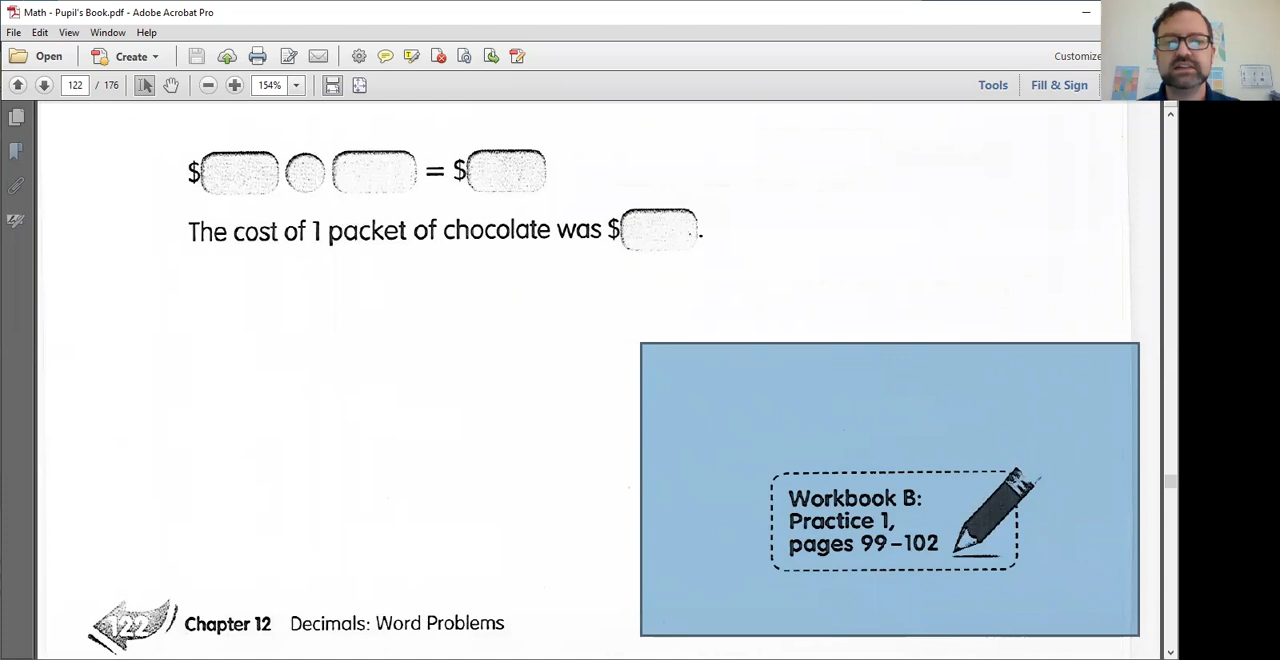 Math - Pupil's Book.pdf - Adobe Acrobat Pro
File Edit View Window Help
Open Create Customize
122 / 176 154% Tools Fill & Sign
$ = $
The cost of 1 packet of chocolate was $ .
Workbook B:
Practice 1,
pages 99–102
122 Chapter 12 Decimals: Word Problems